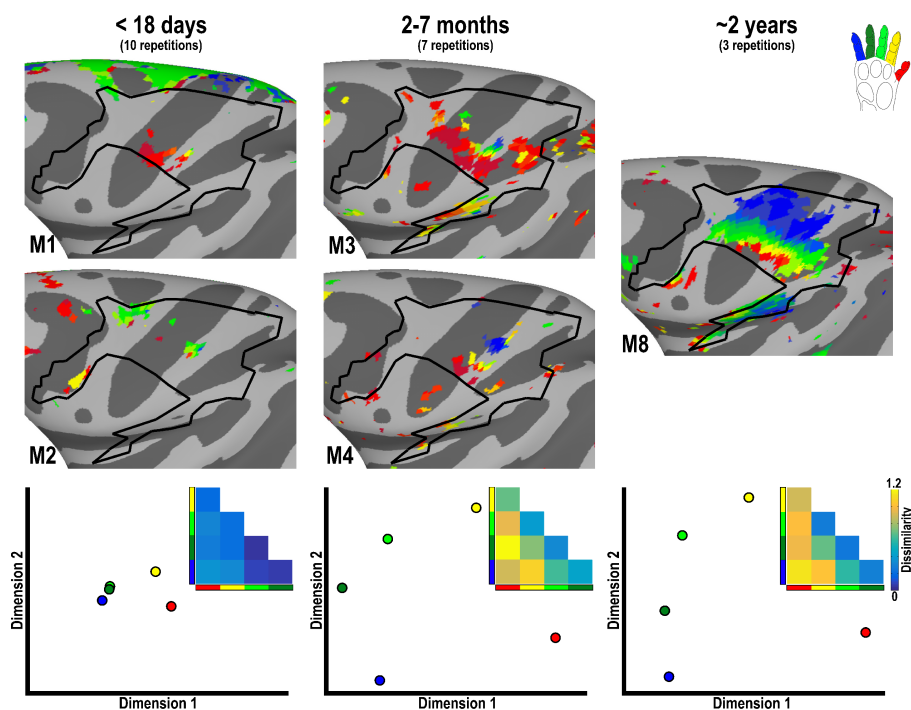 < 18 days
(10 repetitions)
2-7 months
(7 repetitions)
~2 years
(3 repetitions)
M1
M3
M2
M4
M8
Dimension 2
Dimension 1
Dimension 2
Dimension 1
Dimension 2
Dimension 1
1.2
Dissimilarity
0